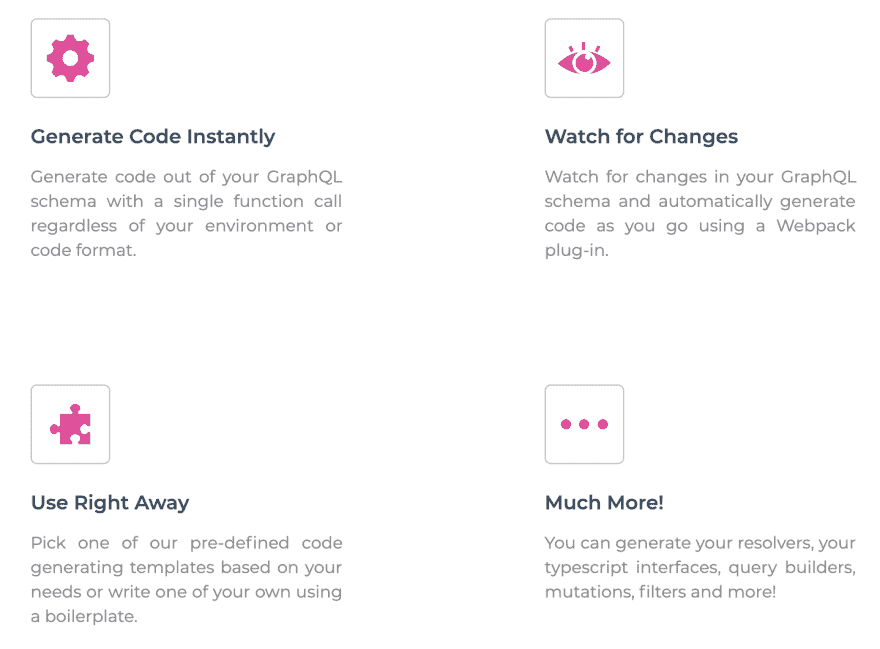 Generate Code Instantly
Generate code out of your GraphQL
schema with a single function call
regardless of your environment or
code format.
Watch for Changes
Watch for changes in your GraphQL
schema and automatically generate
code as you go using a Webpack
plug-in.
Use Right Away
Pick one of our pre-defined code
generating templates based on your
needs or write one of your own using
a boilerplate.
Much More!
You can generate your resolvers, your
typescript interfaces, query builders,
mutations, filters and more!